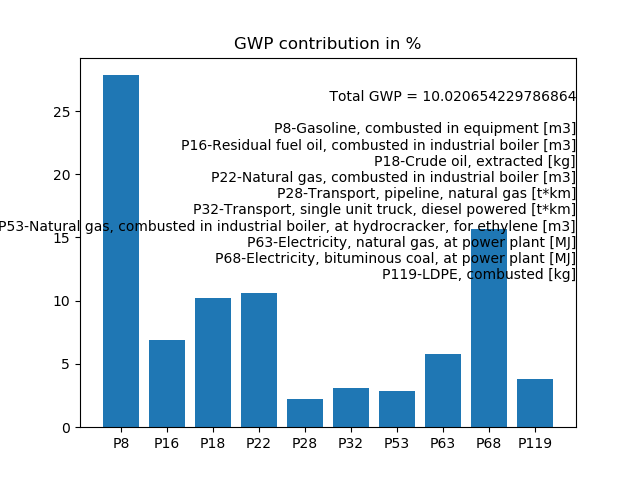 GWP contribution in %
Total GWP = 10.020654229786864
P8-Gasoline, combusted in equipment [m3]
P16-Residual fuel oil, combusted in industrial boiler [m3]
P18-Crude oil, extracted [kg]
P22-Natural gas, combusted in industrial boiler [m3]
P28-Transport, pipeline, natural gas [t*km]
P32-Transport, single unit truck, diesel powered [t*km]
P53-Natural gas, combusted in industrial boiler, at hydrocracker, for ethylene [m3]
P63-Electricity, natural gas, at power plant [MJ]
P68-Electricity, bituminous coal, at power plant [MJ]
P119-LDPE, combusted [kg]
25
20
15
10
5
0
P8 P16 P18 P22 P28 P32 P53 P63 P68 P119